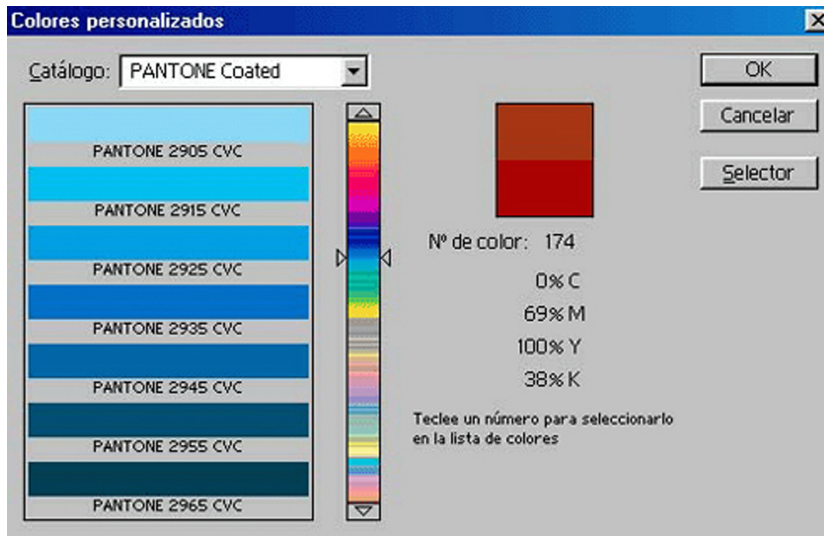 Colores personalizados
Catálogo: PANTONE Coated
OK
Cancelar
Selector
PANTONE 2905 CVC
PANTONE 2915 CVC
PANTONE 2925 CVC
PANTONE 2935 CVC
PANTONE 2945 CVC
PANTONE 2955 CVC
PANTONE 2965 CVC
Nº de color: 174
0% C
69% M
100% Y
38% K
Teclee un número para seleccionarlo
en la lista de colores